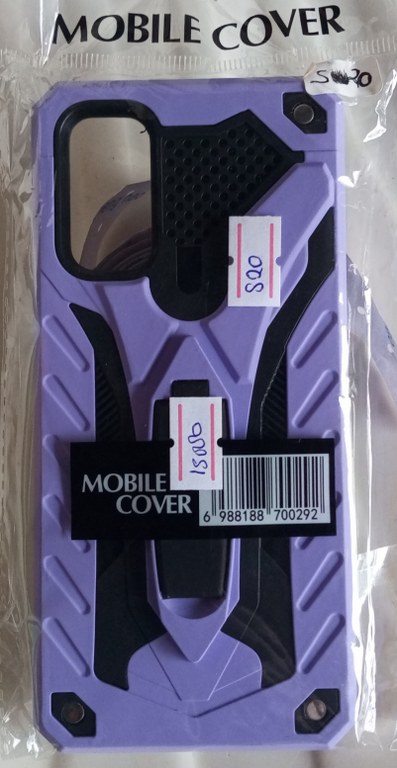 MOBILE COVER
S20
S20
15000
MOBILE
COVER
6 988188 700292